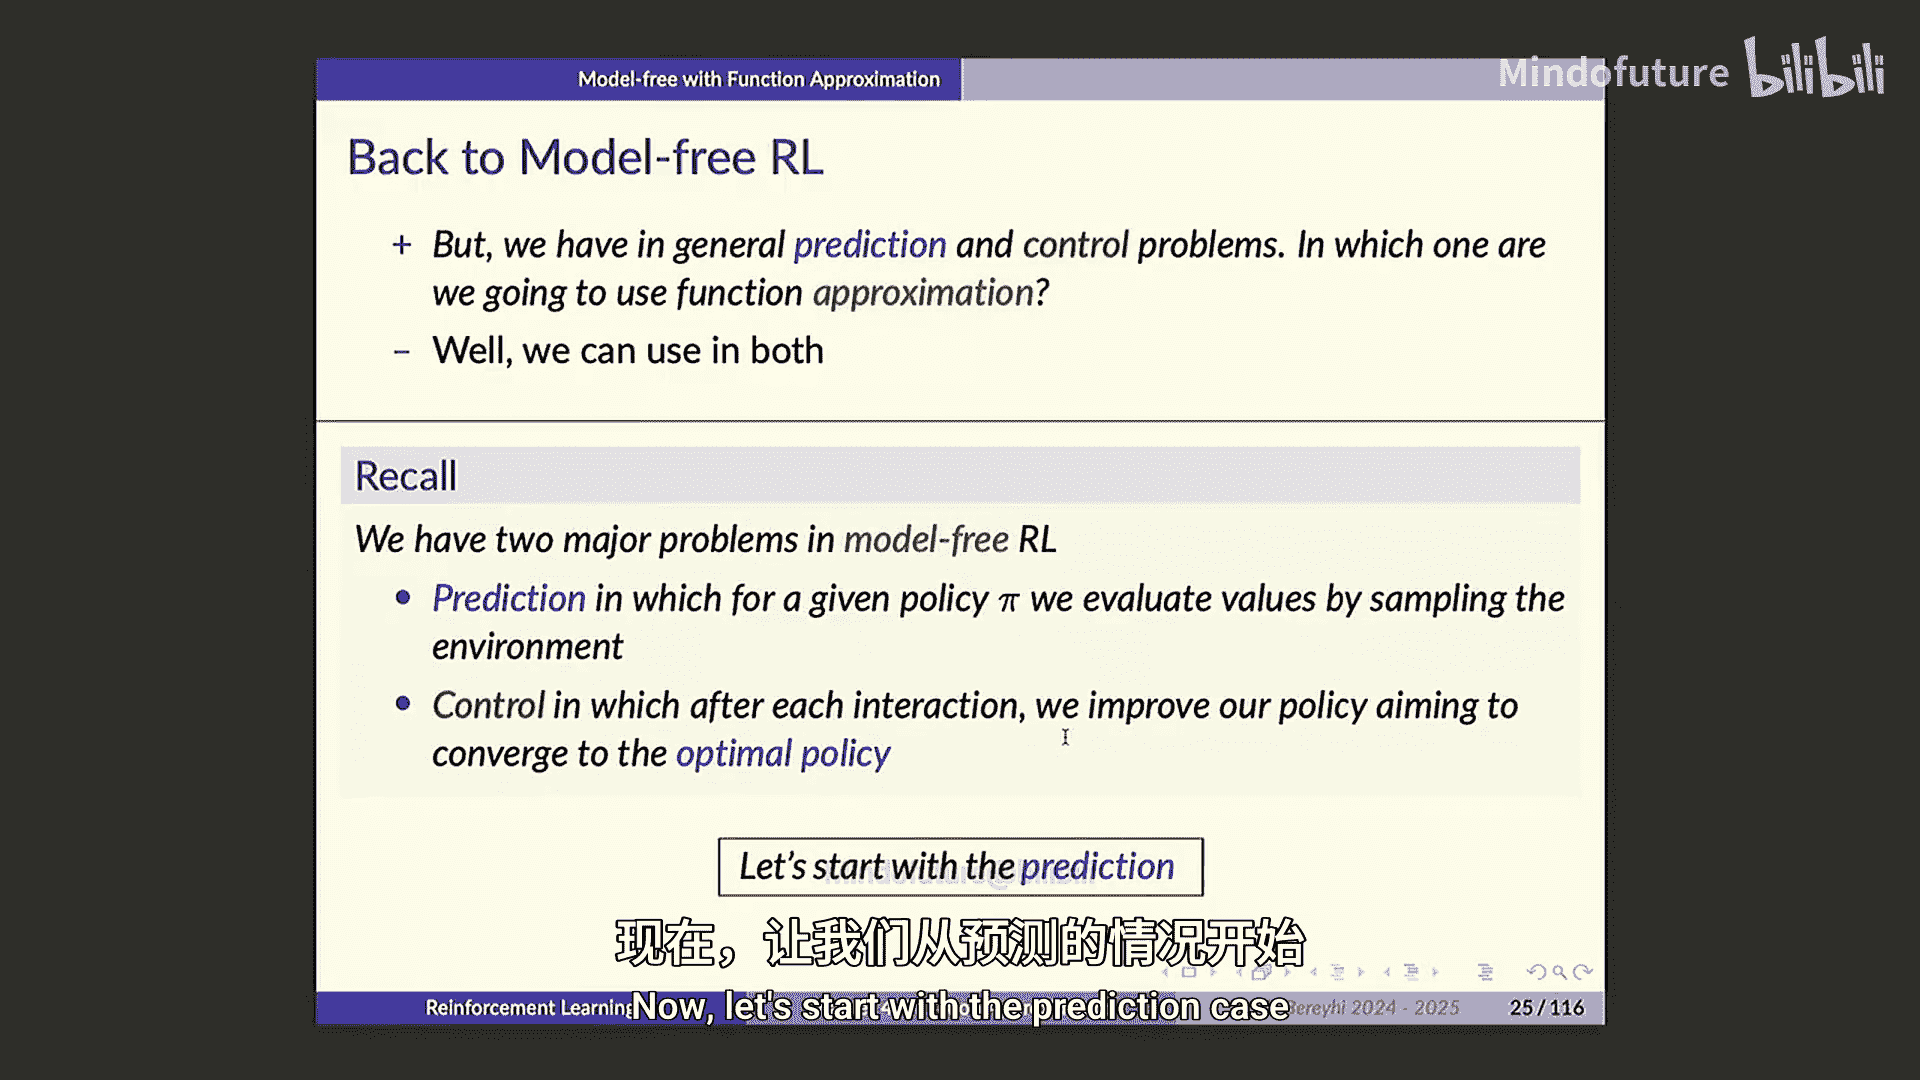 Model-free with Function Approximation
Mindofuture bilibili
Back to Model-free RL
+ But, we have in general prediction and control problems. In which one are
we going to use function approximation?
– Well, we can use in both
Recall
We have two major problems in model-free RL
• Prediction in which for a given policy π we evaluate values by sampling the
environment
• Control in which after each interaction, we improve our policy aiming to
converge to the optimal policy
Let's start with the prediction
现在，让我们从预测的情况开始
Reinforcement Learning
Now, let's start with the prediction case
Bereyhi 2024 - 2025
25 / 116